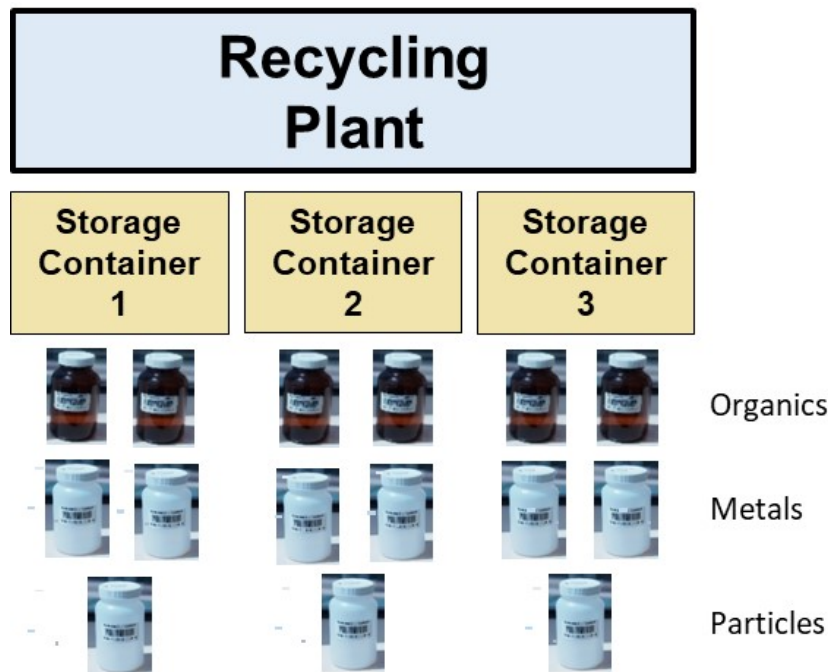 Recycling
Plant
Storage
Container
1
Storage
Container
2
Storage
Container
3
Organics
Metals
Particles